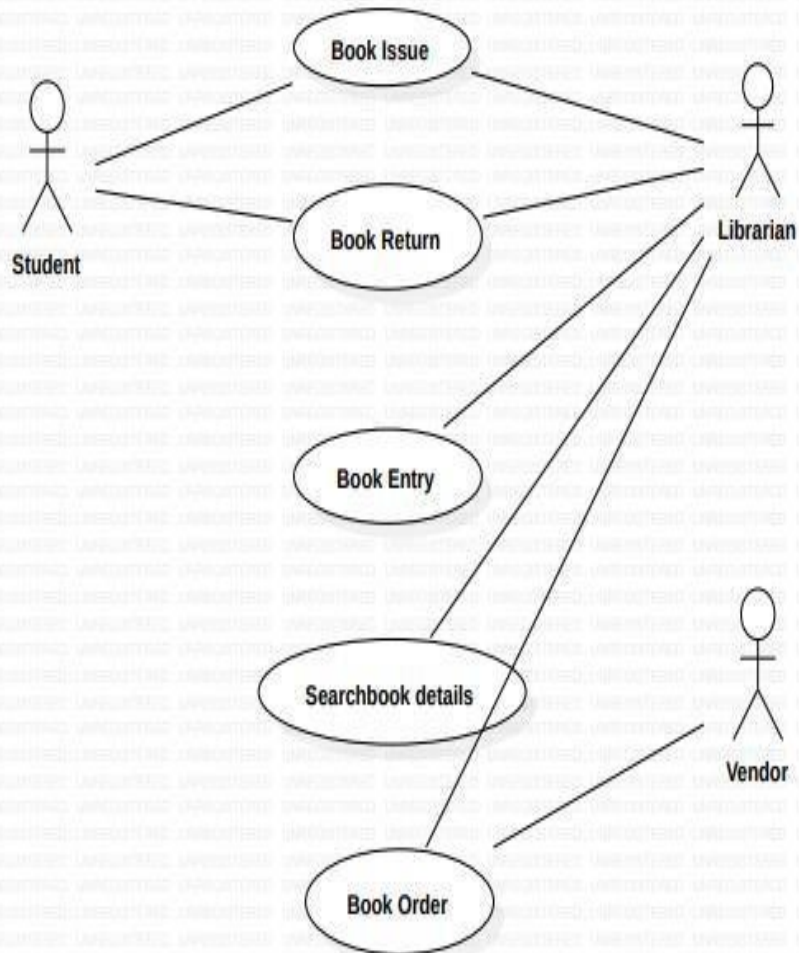 Book Issue
Student
Librarian
Book Return
Book Entry
Searchbook details
Vendor
Book Order